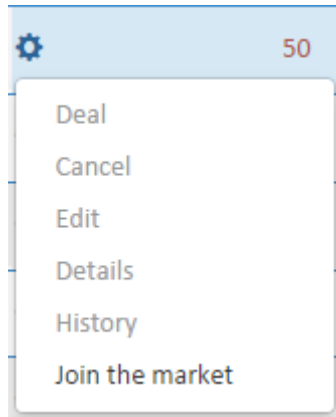 50
Deal
Cancel
Edit
Details
History
Join the market